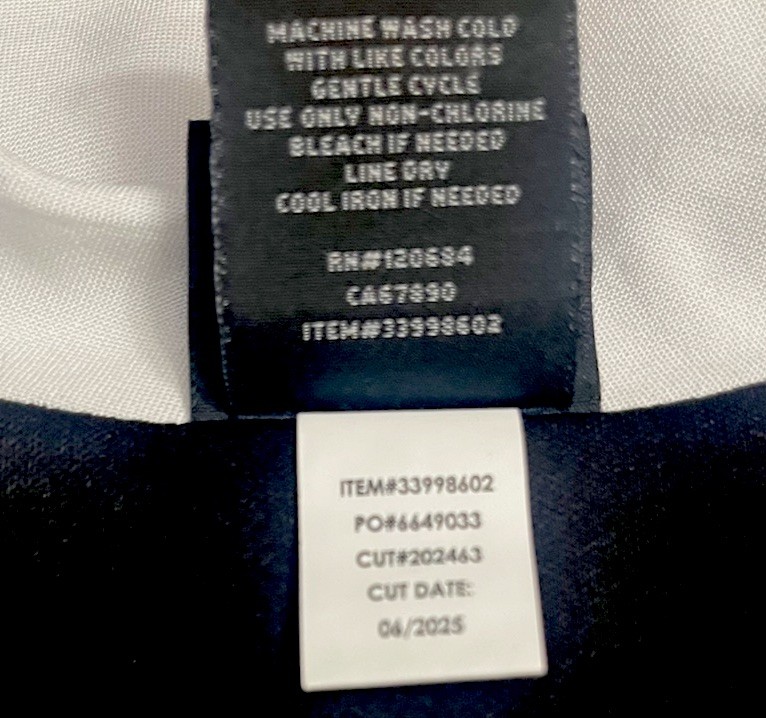 MACHINE WASH COLD
WITH LIKE COLORS
GENTLE CYCLE
USE ONLY NON-CHLORINE
BLEACH IF NEEDED
LINE DRY
COOL IRON IF NEEDED
RN#120684
CA57890
ITEM#33998602
ITEM#33998602
PO#6649033
CUT#202463
CUT DATE:
06/2025